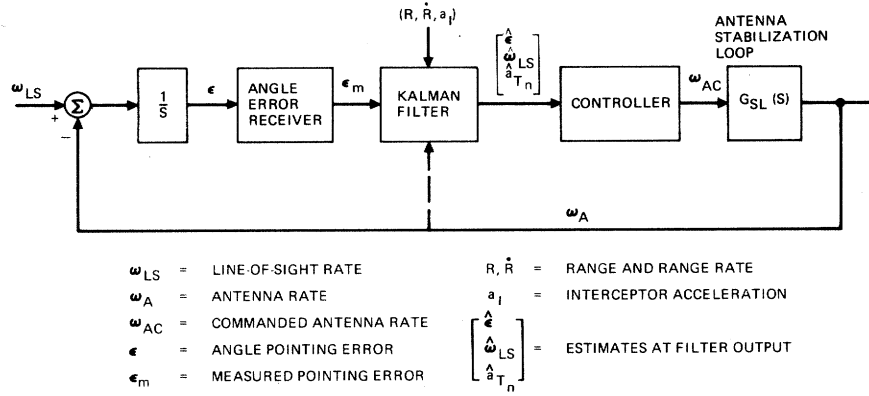 (R, Ṙ, a_I)
[ε̂ ω̂_LS â_Tn]
ANTENNA
STABILIZATION
LOOP
ω_LS
+
−
Σ
1/S
ε
ANGLE
ERROR
RECEIVER
ε_m
KALMAN
FILTER
CONTROLLER
ω_AC
G_SL (S)
ω_A
ω_LS = LINE-OF-SIGHT RATE
ω_A = ANTENNA RATE
ω_AC = COMMANDED ANTENNA RATE
ε = ANGLE POINTING ERROR
ε_m = MEASURED POINTING ERROR
R, Ṙ = RANGE AND RANGE RATE
a_I = INTERCEPTOR ACCELERATION
[ε̂ ω̂_LS â_Tn] = ESTIMATES AT FILTER OUTPUT